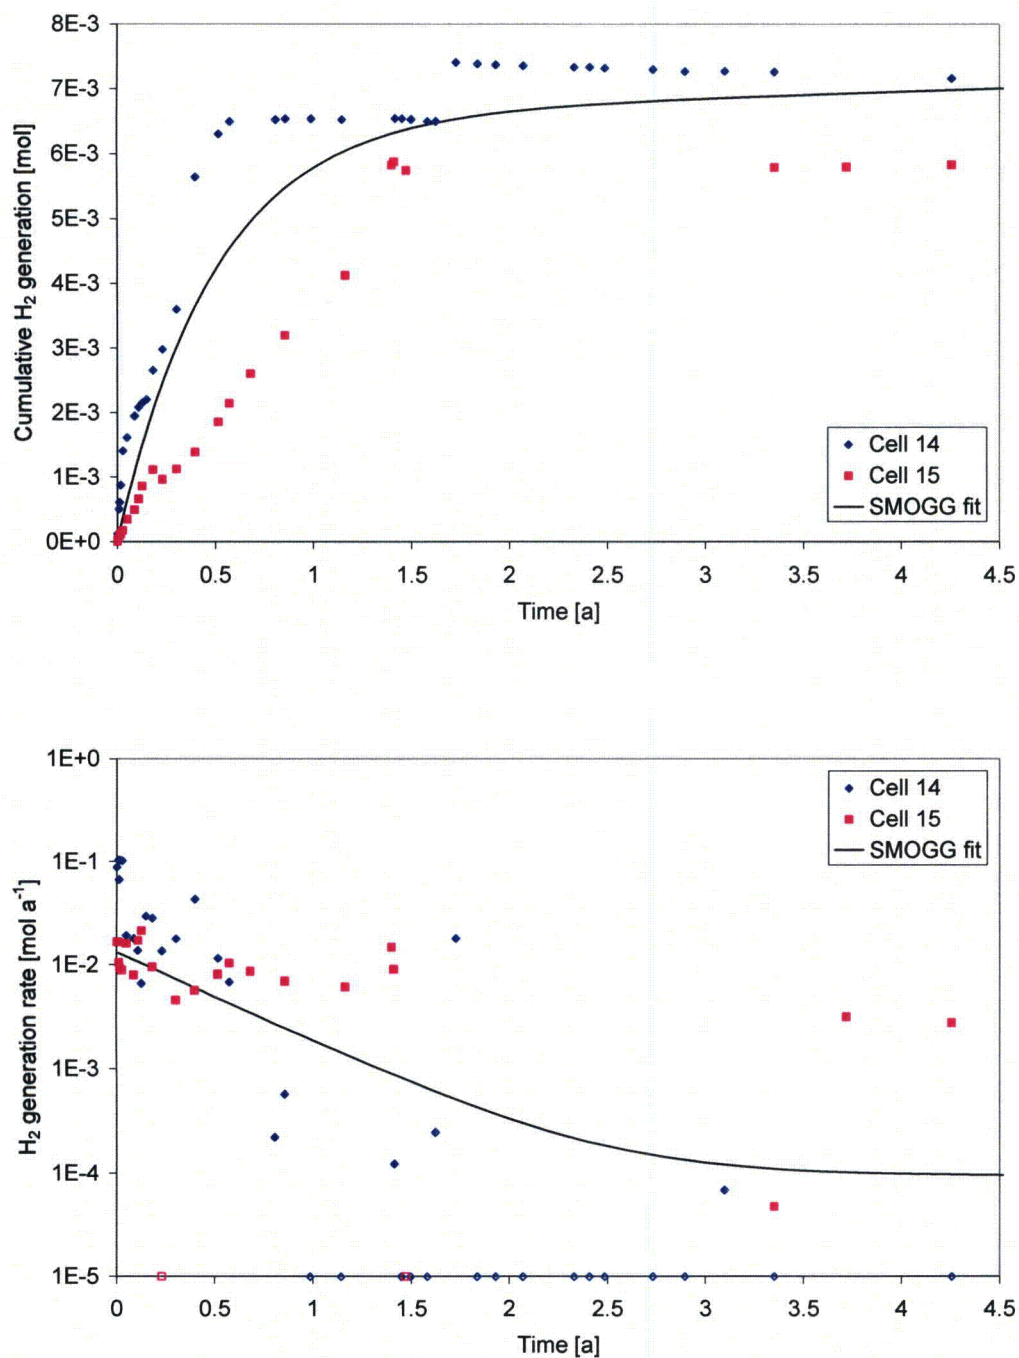 8E-3
7E-3
6E-3
5E-3
4E-3
3E-3
2E-3
1E-3
0E+0
Cumulative H₂ generation [mol]
Cell 14
Cell 15
SMOGG fit
0 0.5 1 1.5 2 2.5 3 3.5 4 4.5
Time [a]
1E+0
1E-1
1E-2
1E-3
1E-4
1E-5
H₂ generation rate [mol a⁻¹]
Cell 14
Cell 15
SMOGG fit
0 0.5 1 1.5 2 2.5 3 3.5 4 4.5
Time [a]